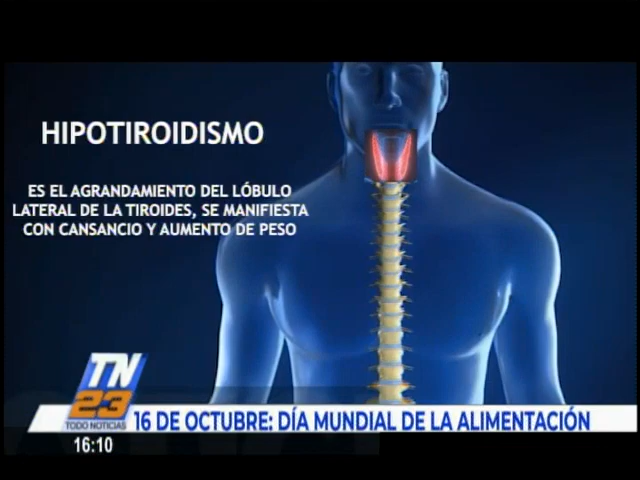 HIPOTIROIDISMO
ES EL AGRANDAMIENTO DEL LÓBULO
LATERAL DE LA TIROIDES, SE MANIFIESTA
CON CANSANCIO Y AUMENTO DE PESO
TN
23
TODO NOTICIAS
16 DE OCTUBRE: DÍA MUNDIAL DE LA ALIMENTACIÓN
16:10